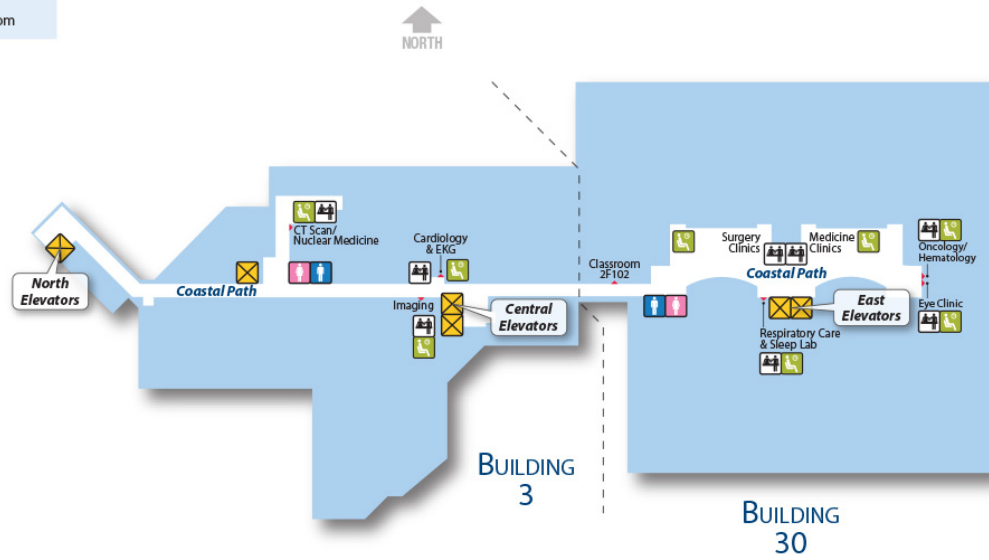 om
NORTH
CT Scan/
Nuclear Medicine
Cardiology
& EKG
North
Elevators
Coastal Path
Imaging
Central
Elevators
Classroom
2F102
Surgery
Clinics
Medicine
Clinics
Coastal Path
Oncology/
Hematology
East
Elevators
Eye Clinic
Respiratory Care
& Sleep Lab
BUILDING
3
BUILDING
30